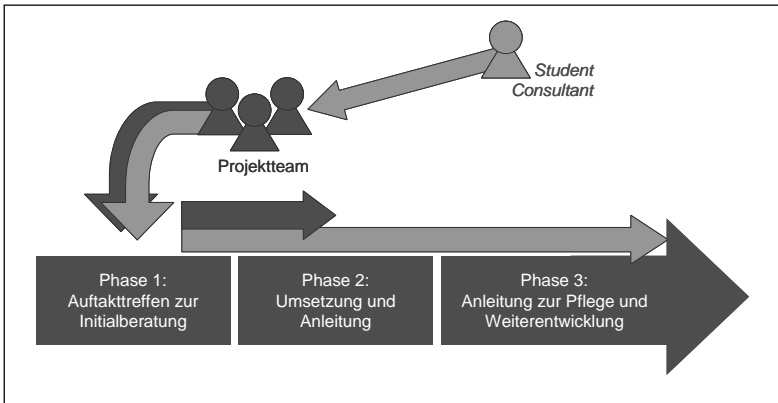 Student
Consultant
Projektteam
Phase 1:
Auftakttreffen zur
Initialberatung
Phase 2:
Umsetzung und
Anleitung
Phase 3:
Anleitung zur Pflege und
Weiterentwicklung